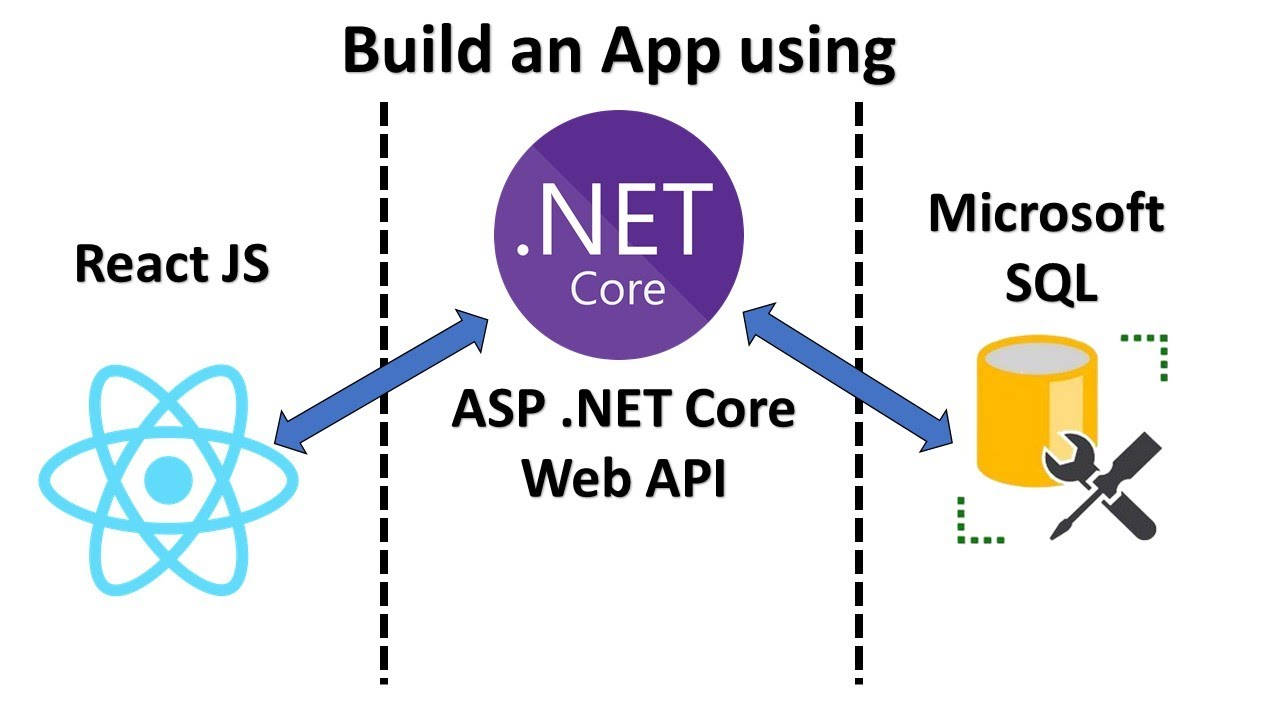 Build an App using
React JS
.NET
Core
ASP .NET Core
Web API
Microsoft
SQL